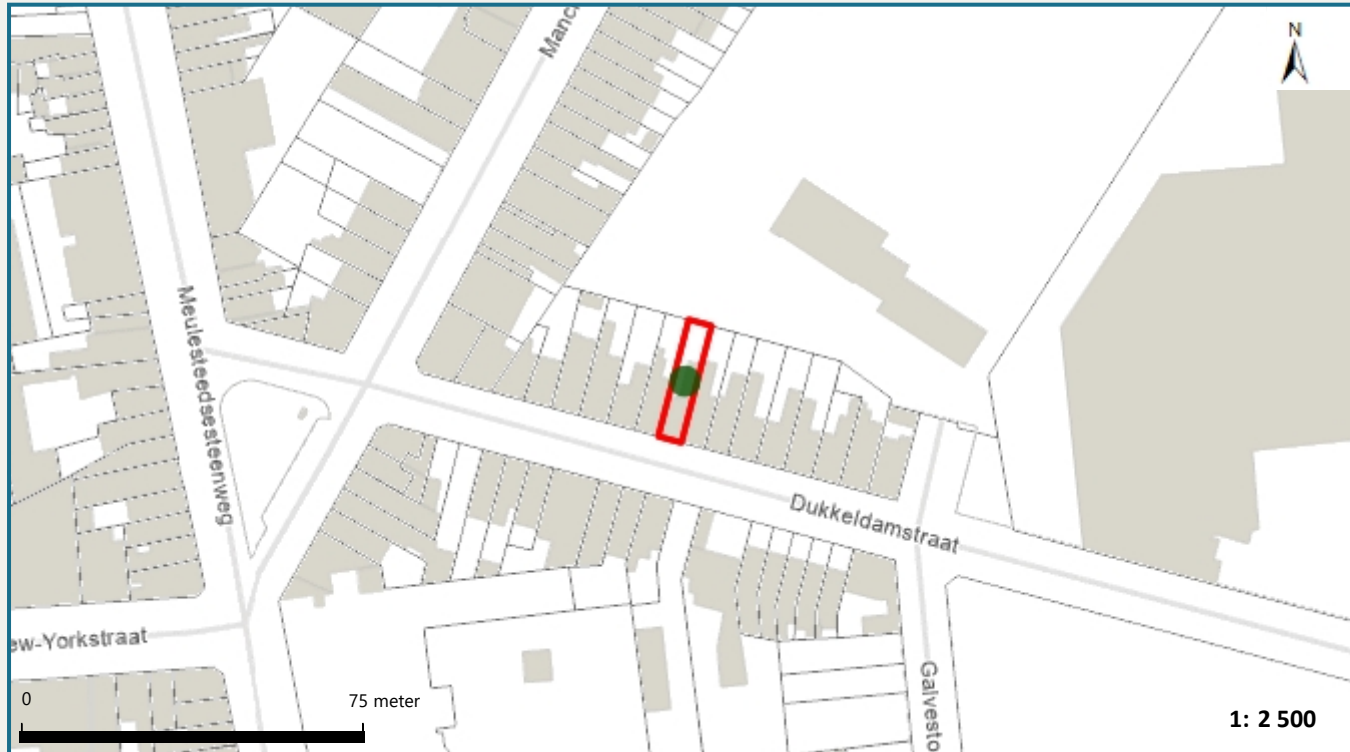 N
Manc
Meulesteedsesteenweg
Dukkeldamstraat
ew-Yorkstraat
Galvesto
0
75 meter
1: 2 500